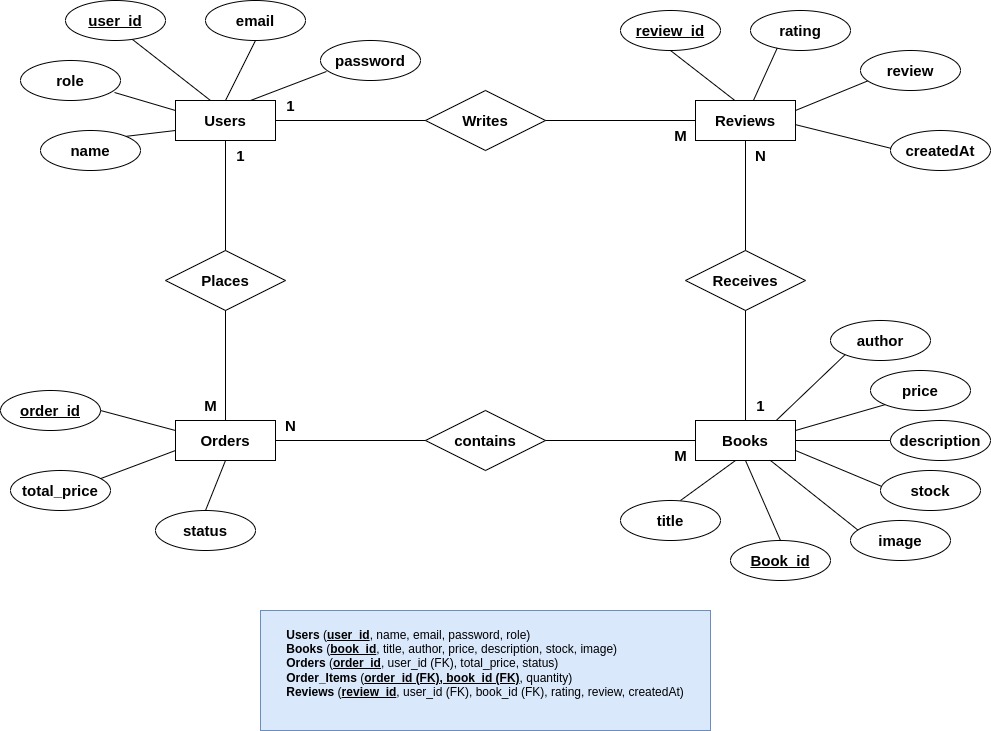 user_id
email
review_id
rating
password
role
review
1
Users
Writes
Reviews
M
name
1
N
createdAt
Places
Receives
author
price
order_id
M
1
N
Orders
contains
Books
description
M
total_price
stock
title
status
image
Book_id
Users (user_id, name, email, password, role)
Books (book_id, title, author, price, description, stock, image)
Orders (order_id, user_id (FK), total_price, status)
Order_Items (order_id (FK), book_id (FK), quantity)
Reviews (review_id, user_id (FK), book_id (FK), rating, review, createdAt)